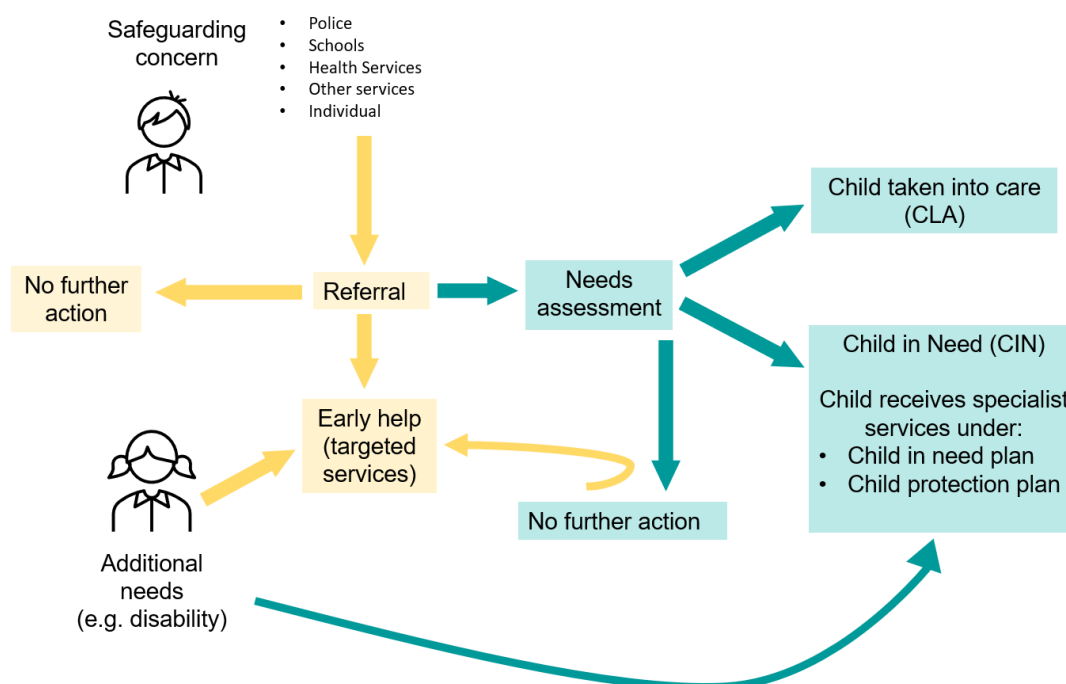 Safeguarding
concern
• Police
• Schools
• Health Services
• Other services
• Individual
Child taken into care
(CLA)
No further
action
Referral
Needs
assessment
Child in Need (CIN)
Child receives specialist
services under:
• Child in need plan
• Child protection plan
Early help
(targeted
services)
No further action
Additional
needs
(e.g. disability)